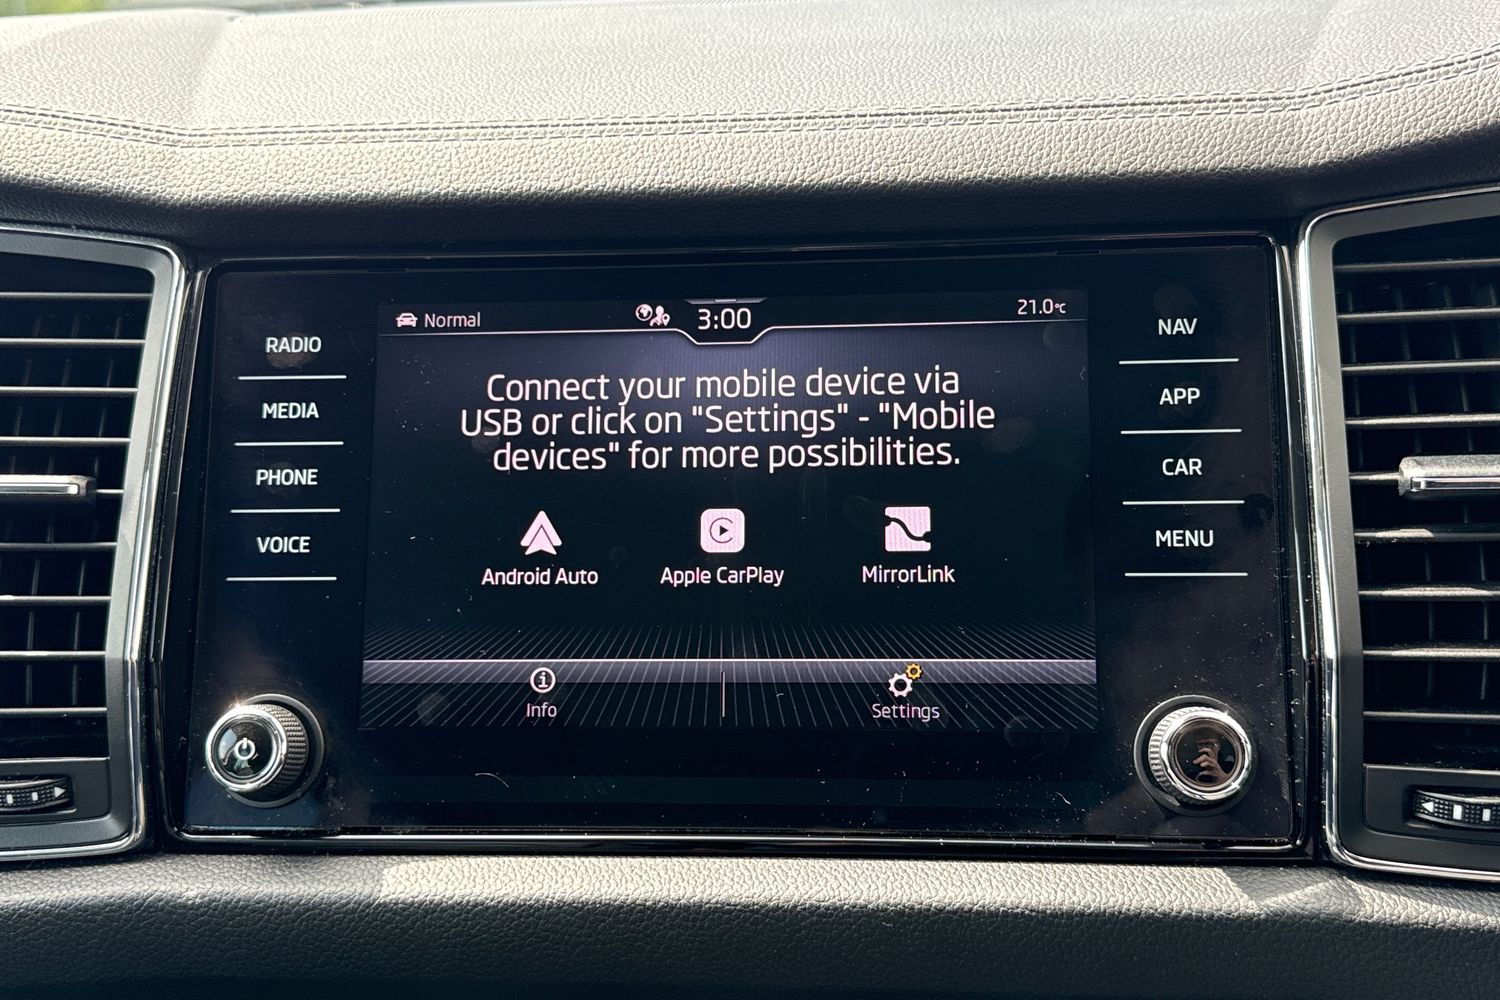 Normal
3:00
21.0°C
RADIO
MEDIA
PHONE
VOICE
Connect your mobile device via
USB or click on "Settings" - "Mobile
devices" for more possibilities.
Android Auto
Apple CarPlay
MirrorLink
Info
Settings
NAV
APP
CAR
MENU